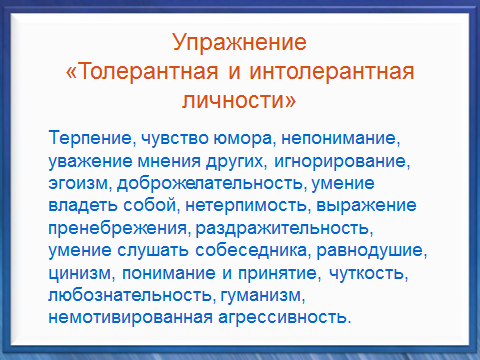 Упражнение
«Толерантная и интолерантная
личности»
Терпение, чувство юмора, непонимание,
уважение мнения других, игнорирование,
эгоизм, доброжелательность, умение
владеть собой, нетерпимость, выражение
пренебрежения, раздражительность,
умение слушать собеседника, равнодушие,
цинизм, понимание и принятие, чуткость,
любознательность, гуманизм,
немотивированная агрессивность.